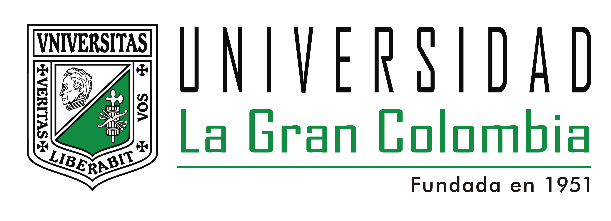 VNIVERSITAS
VERITAS
LIBERABIT
VOS
UNIVERSIDAD
La Gran Colombia
Fundada en 1951